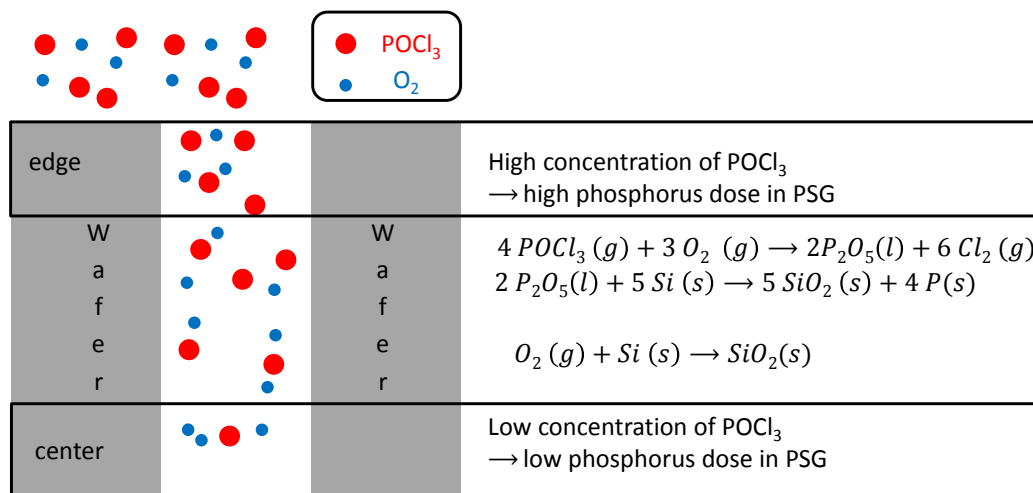 POCl₃
O₂
edge
High concentration of POCl₃
→ high phosphorus dose in PSG
W
a
f
e
r
W
a
f
e
r
4 POCl₃ (g) + 3 O₂ (g) → 2P₂O₅(l) + 6 Cl₂ (g)
2 P₂O₅(l) + 5 Si (s) → 5 SiO₂ (s) + 4 P(s)
O₂ (g) + Si (s) → SiO₂(s)
center
Low concentration of POCl₃
→ low phosphorus dose in PSG